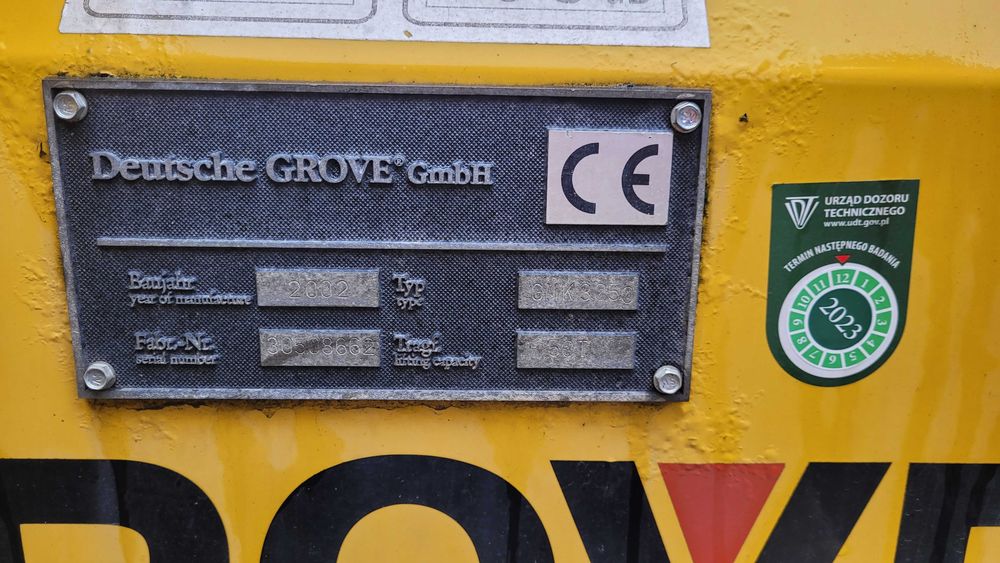 Deutsche GROVE® GmbH
CE
Baujahr
year of manufacture
2002
Typ
type
Fabr.-Nr.
serial number
Tragf.
lifting capacity
URZĄD DOZORU
TECHNICZNEGO
www.udt.gov.pl
TERMIN NASTĘPNEGO BADANIA
12 1 2 3 4 5 6 7 8 9 10 11
2023